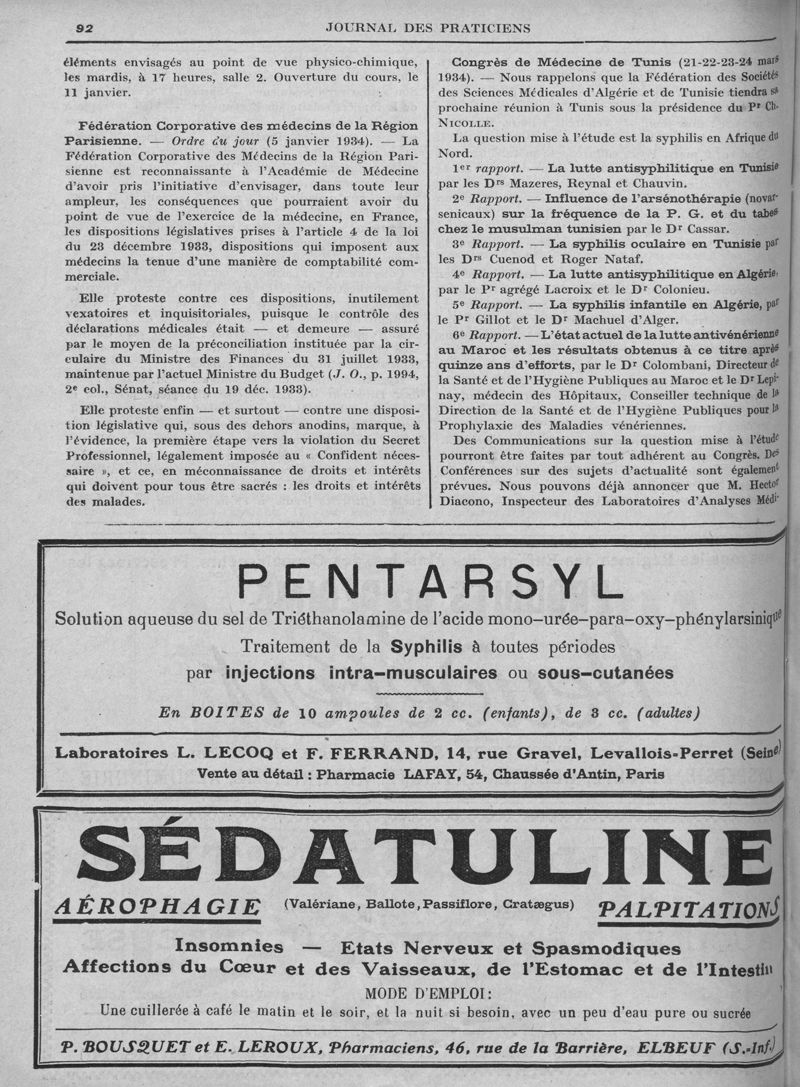 92
JOURNAL DES PRATICIENS
éléments envisagés au point de vue physico-chimique,
les mardis, à 17 heures, salle 2. Ouverture du cours, le
11 janvier.
Fédération Corporative des médecins de la Région
Parisienne. — Ordre du jour (5 janvier 1934). — La
Fédération Corporative des Médecins de la Région Pari-
sienne est reconnaissante à l'Académie de Médecine
d'avoir pris l'initiative d'envisager, dans toute leur
ampleur, les conséquences que pourraient avoir du
point de vue de l'exercice de la médecine, en France,
les dispositions législatives prises à l'article 4 de la loi
du 23 décembre 1933, dispositions qui imposent aux
médecins la tenue d'une manière de comptabilité com-
merciale.
Elle proteste contre ces dispositions, inutilement
vexatoires et inquisitoriales, puisque le contrôle des
déclarations médicales était — et demeure — assuré
par le moyen de la préconciliation instituée par la cir-
culaire du Ministre des Finances du 31 juillet 1933,
maintenue par l'actuel Ministre du Budget (J. O., p. 1994,
2e col., Sénat, séance du 19 déc. 1933).
Elle proteste enfin — et surtout — contre une disposi-
tion législative qui, sous des dehors anodins, marque, à
l'évidence, la première étape vers la violation du Secret
Professionnel, légalement imposée au « Confident néces-
saire », et ce, en méconnaissance de droits et intérêts
qui doivent pour tous être sacrés : les droits et intérêts
des malades.
Congrès de Médecine de Tunis (21-22-23-24 mars
1934). — Nous rappelons que la Fédération des Sociétés
des Sciences Médicales d'Algérie et de Tunisie tiendra sa
prochaine réunion à Tunis sous la présidence du Pr Ch.
NICOLLE.
La question mise à l'étude est la syphilis en Afrique du
Nord.
1er rapport. — La lutte antisyphilitique en Tunisie
par les Drs Mazeres, Reynal et Chauvin.
2e Rapport. — Influence de l'arsénothérapie (novar-
senicaux) sur la fréquence de la P. G. et du tabes
chez le musulman tunisien par le Dr Cassar.
3e Rapport. — La syphilis oculaire en Tunisie par
les Drs Cuenod et Roger Nataf.
4e Rapport. — La lutte antisyphilitique en Algérie,
par le Pr agrégé Lacroix et le Dr Colonieu.
5e Rapport. — La syphilis infantile en Algérie, par
le Pr Gillot et le Dr Machuel d'Alger.
6e Rapport. — L'état actuel de la lutte antivénérienne
au Maroc et les résultats obtenus à ce titre après
quinze ans d'efforts, par le Dr Colombani, Directeur de
la Santé et de l'Hygiène Publiques au Maroc et le Dr Lepi-
nay, médecin des Hôpitaux, Conseiller technique de la
Direction de la Santé et de l'Hygiène Publiques pour la
Prophylaxie des Maladies vénériennes.
Des Communications sur la question mise à l'étude
pourront être faites par tout adhérent au Congrès. Des
Conférences sur des sujets d'actualité sont également
prévues. Nous pouvons déjà annoncer que M. Hector
Diacono, Inspecteur des Laboratoires d'Analyses Médi-
PENTARSYL
Solution aqueuse du sel de Triéthanolamine de l'acide mono-urée-para-oxy-phénylarsinique
Traitement de la Syphilis à toutes périodes
par injections intra-musculaires ou sous-cutanées
En BOITES de 10 ampoules de 2 cc. (enfants), de 3 cc. (adultes)
Laboratoires L. LECOQ et F. FERRAND, 14, rue Gravel, Levallois-Perret (Seine)
Vente au détail : Pharmacie LAFAY, 54, Chaussée d'Antin, Paris
SÉDATULINE
AÉROPHAGIE (Valériane, Ballote, Passiflore, Cratægus) PALPITATIONS
Insomnies — Etats Nerveux et Spasmodiques
Affections du Cœur et des Vaisseaux, de l'Estomac et de l'Intestin
MODE D'EMPLOI :
Une cuillerée à café le matin et le soir, et la nuit si besoin, avec un peu d'eau pure ou sucrée
P. BOUSQUET et E. LEROUX, Pharmaciens, 46, rue de la Barrière, ELBEUF (S.-Inf.)